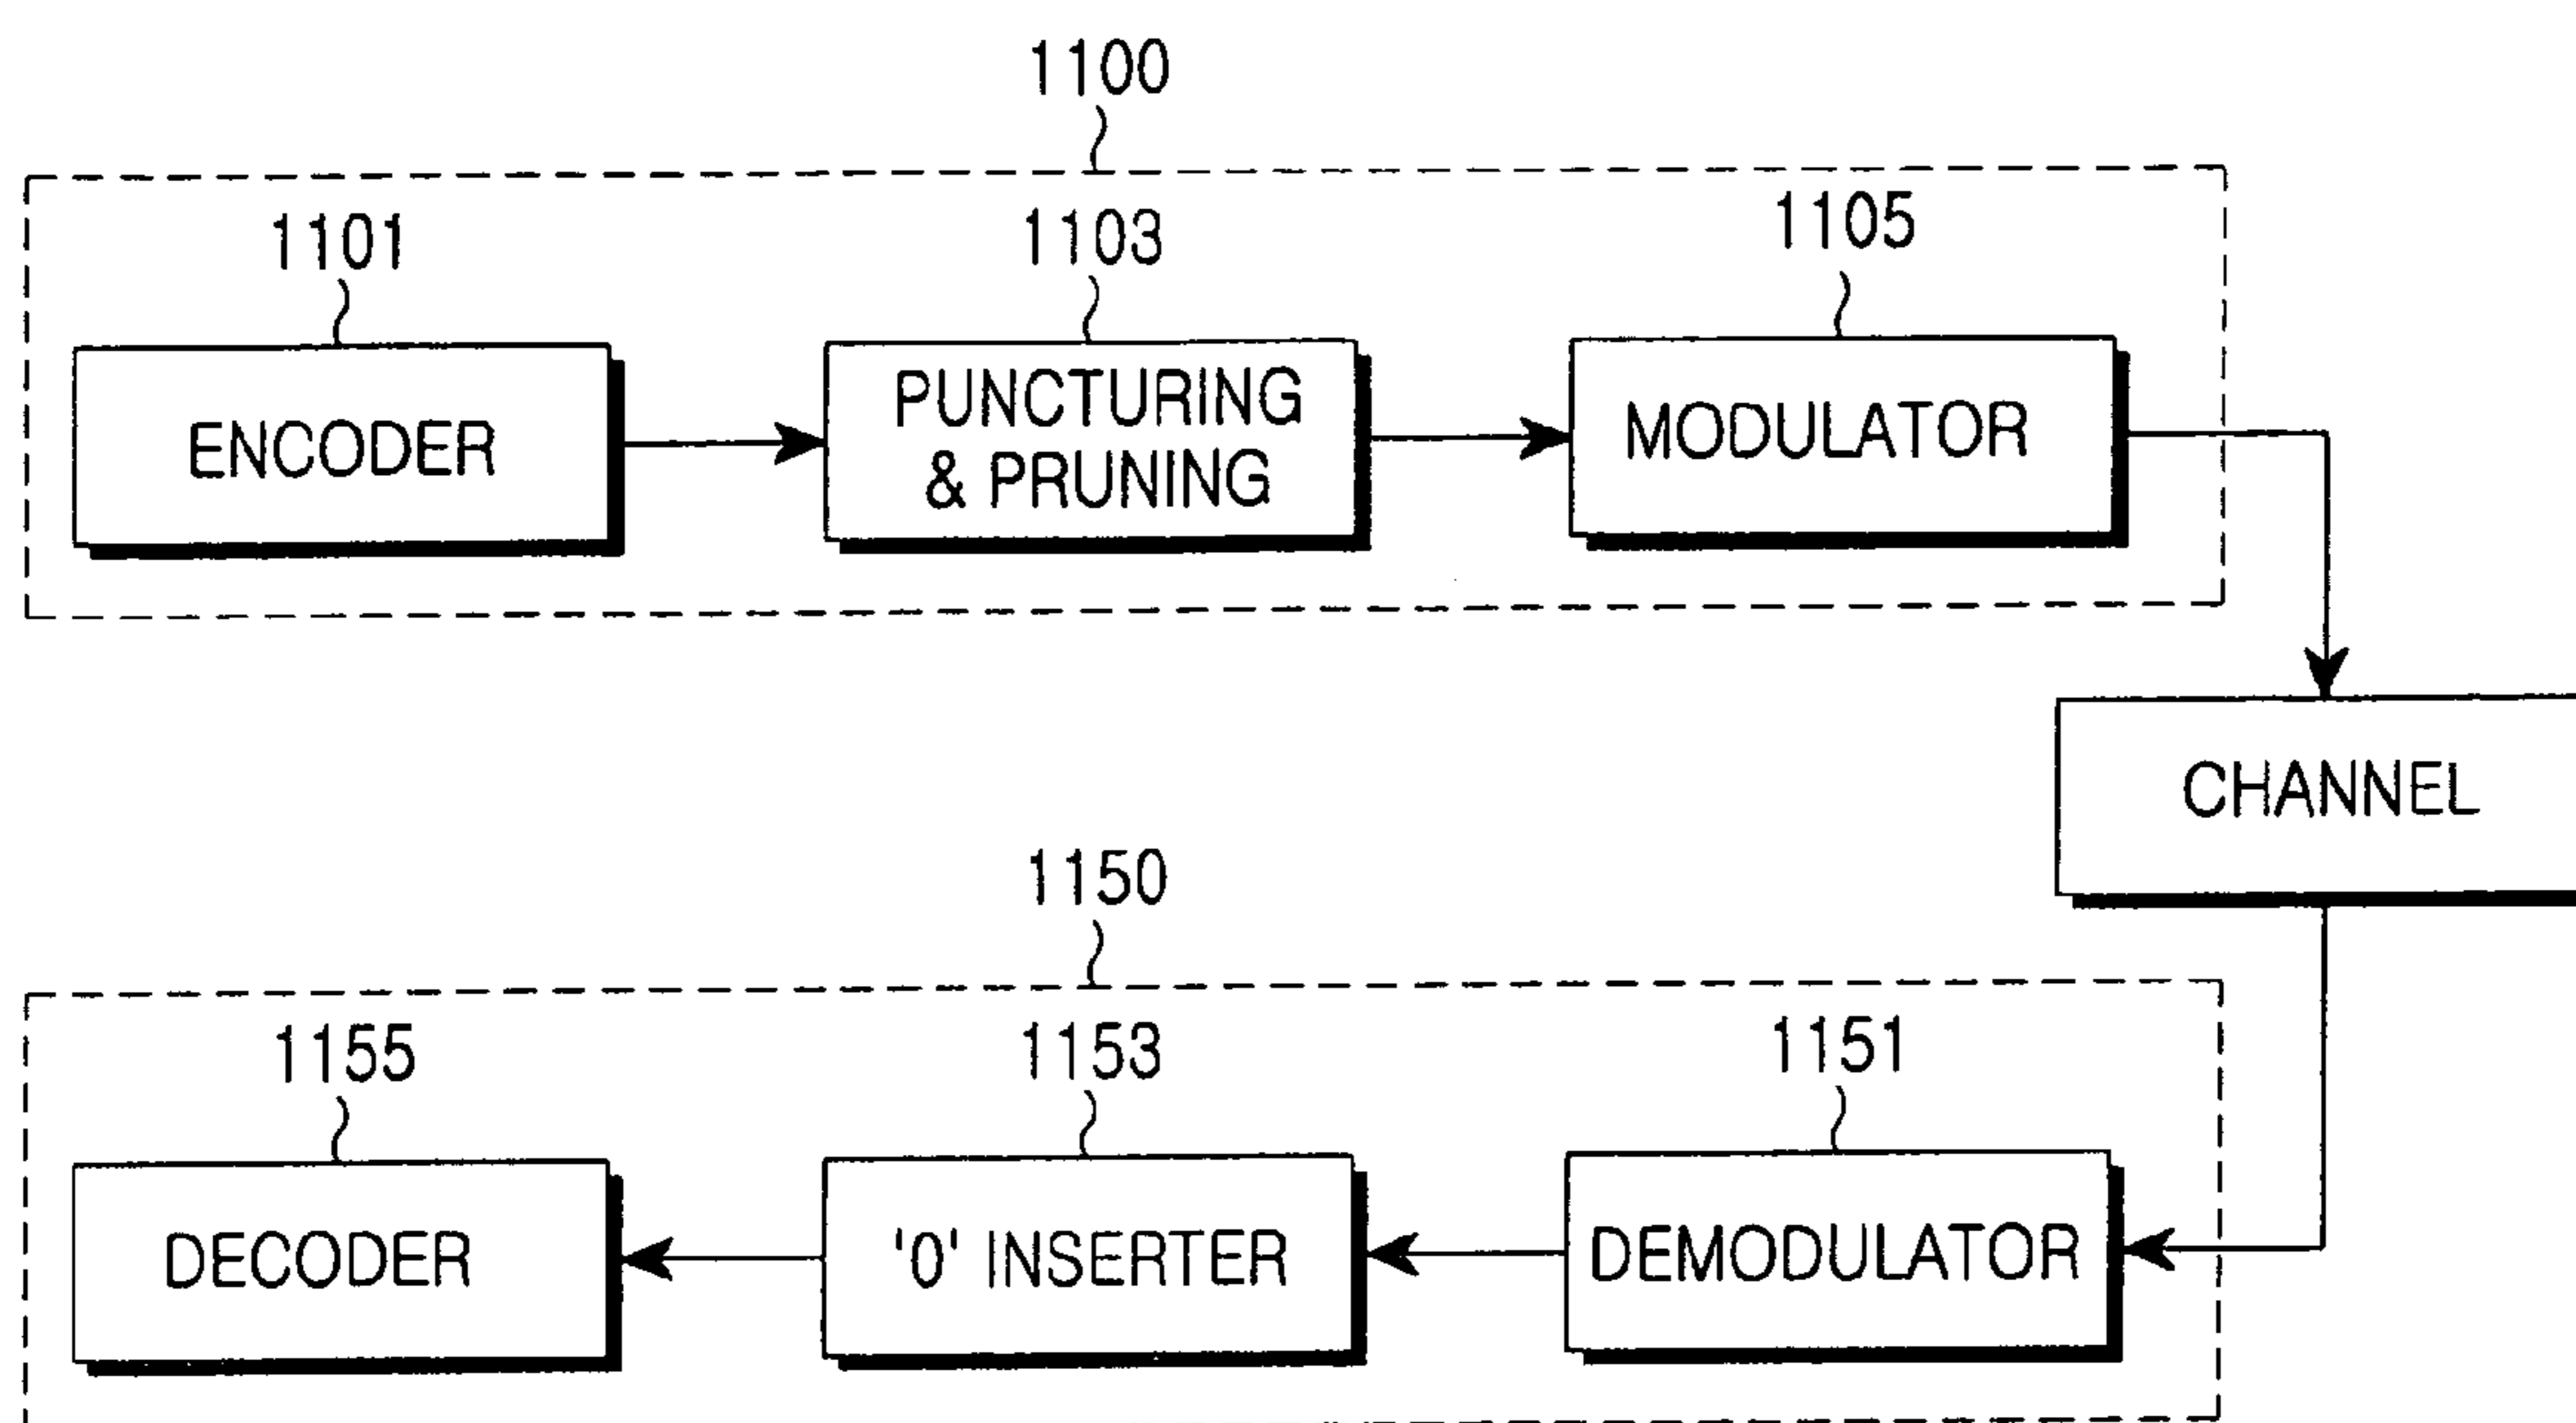 1100
1101
1103
1105
ENCODER
PUNCTURING
& PRUNING
MODULATOR
CHANNEL
1150
1155
1153
1151
DECODER
'0' INSERTER
DEMODULATOR